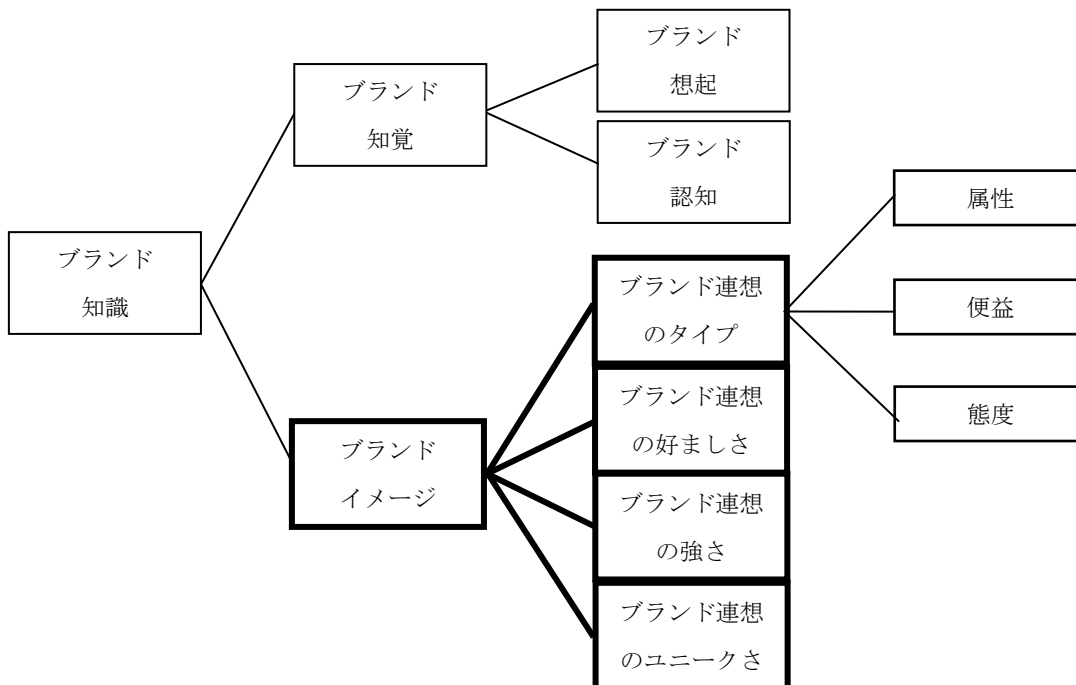 ブランド
想起
ブランド
知覚
ブランド
認知
属性
ブランド
知識
ブランド連想
のタイプ
便益
ブランド連想
の好ましさ
態度
ブランド
イメージ
ブランド連想
の強さ
ブランド連想
のユニークさ